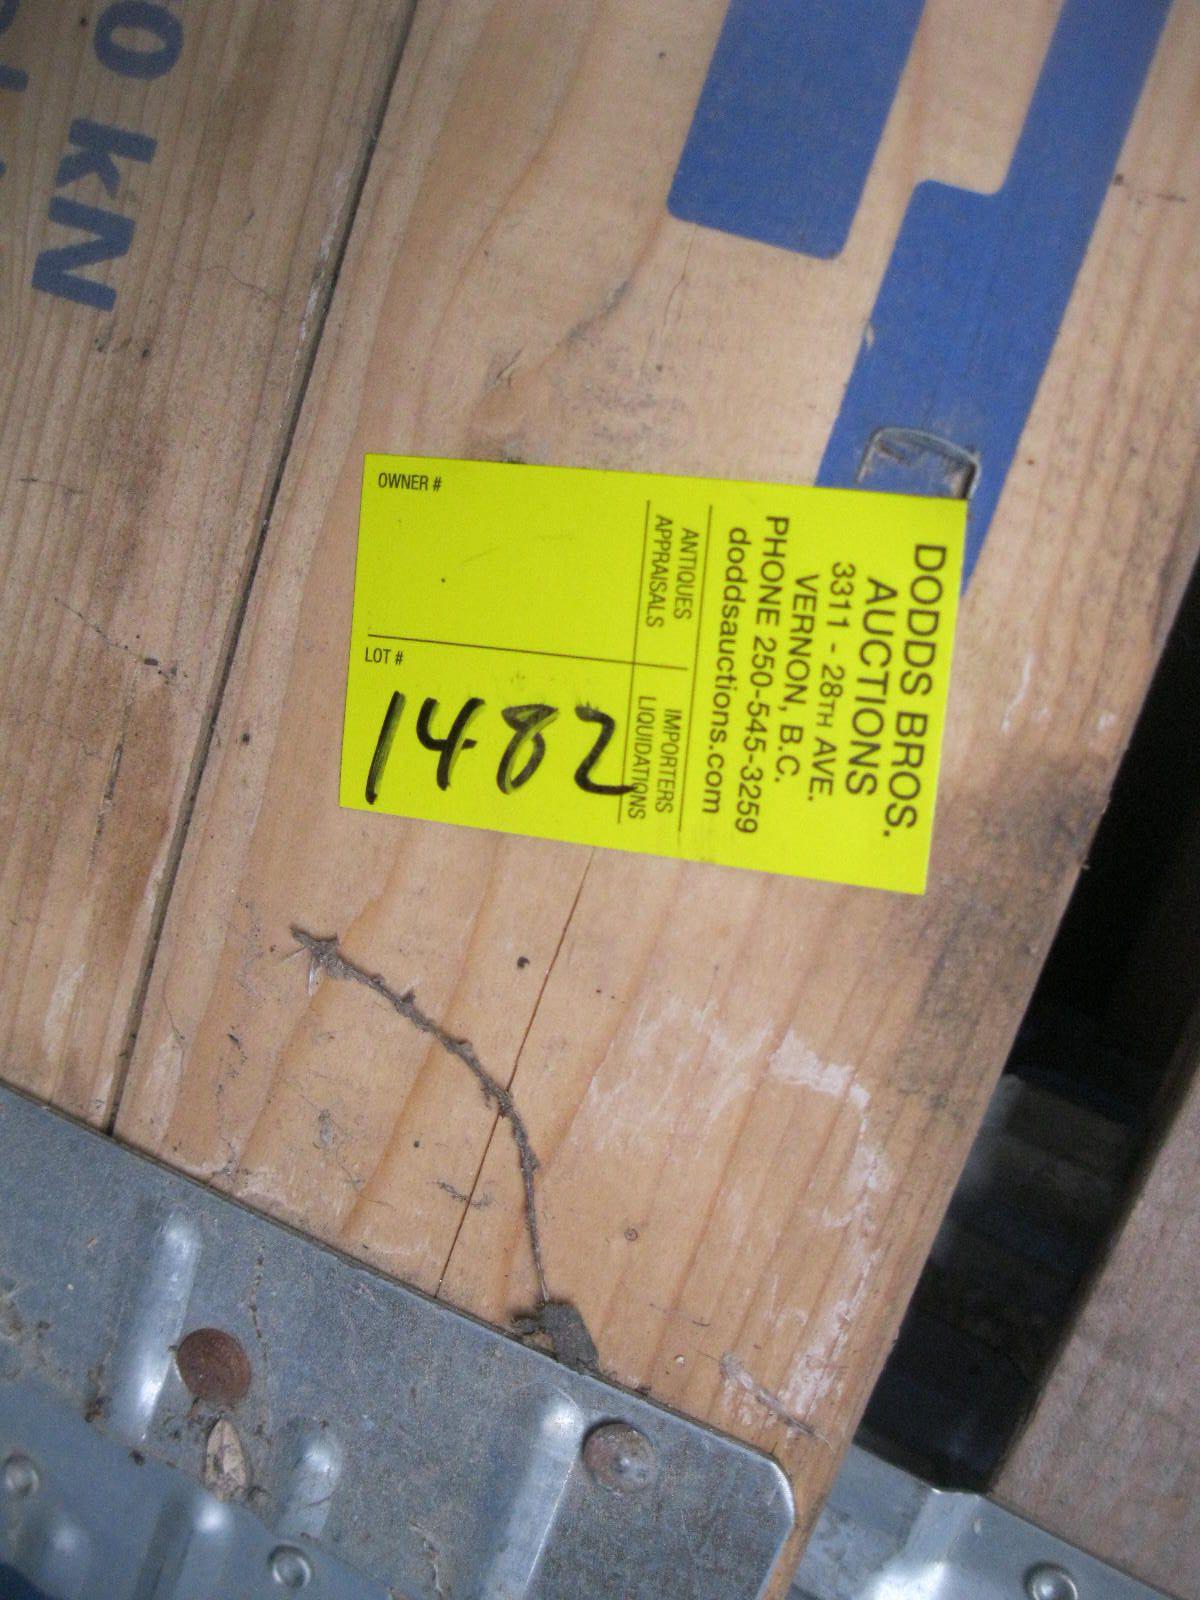 DODDS BROS.
AUCTIONS
3311 - 28TH AVE.
VERNON, B.C.
PHONE 250-545-3259
doddsauctions.com
ANTIQUES IMPORTERS
APPRAISALS LIQUIDATIONS
OWNER #
LOT #
1482
0 KN